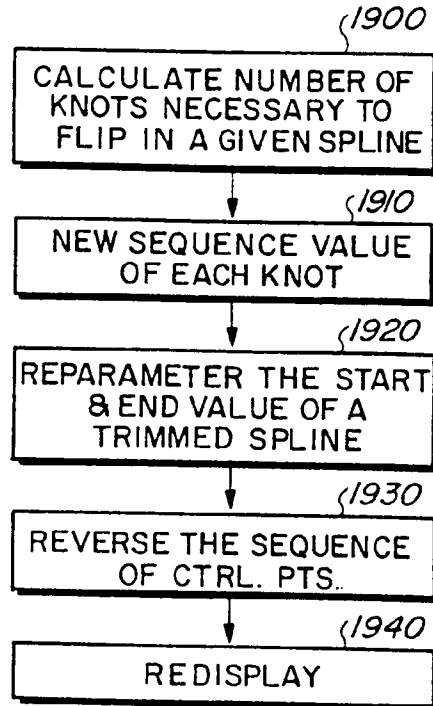 1900
CALCULATE NUMBER OF
KNOTS NECESSARY TO
FLIP IN A GIVEN SPLINE
1910
NEW SEQUENCE VALUE
OF EACH KNOT
1920
REPARAMETER THE START
& END VALUE OF A
TRIMMED SPLINE
1930
REVERSE THE SEQUENCE
OF CTRL. PTS..
1940
REDISPLAY